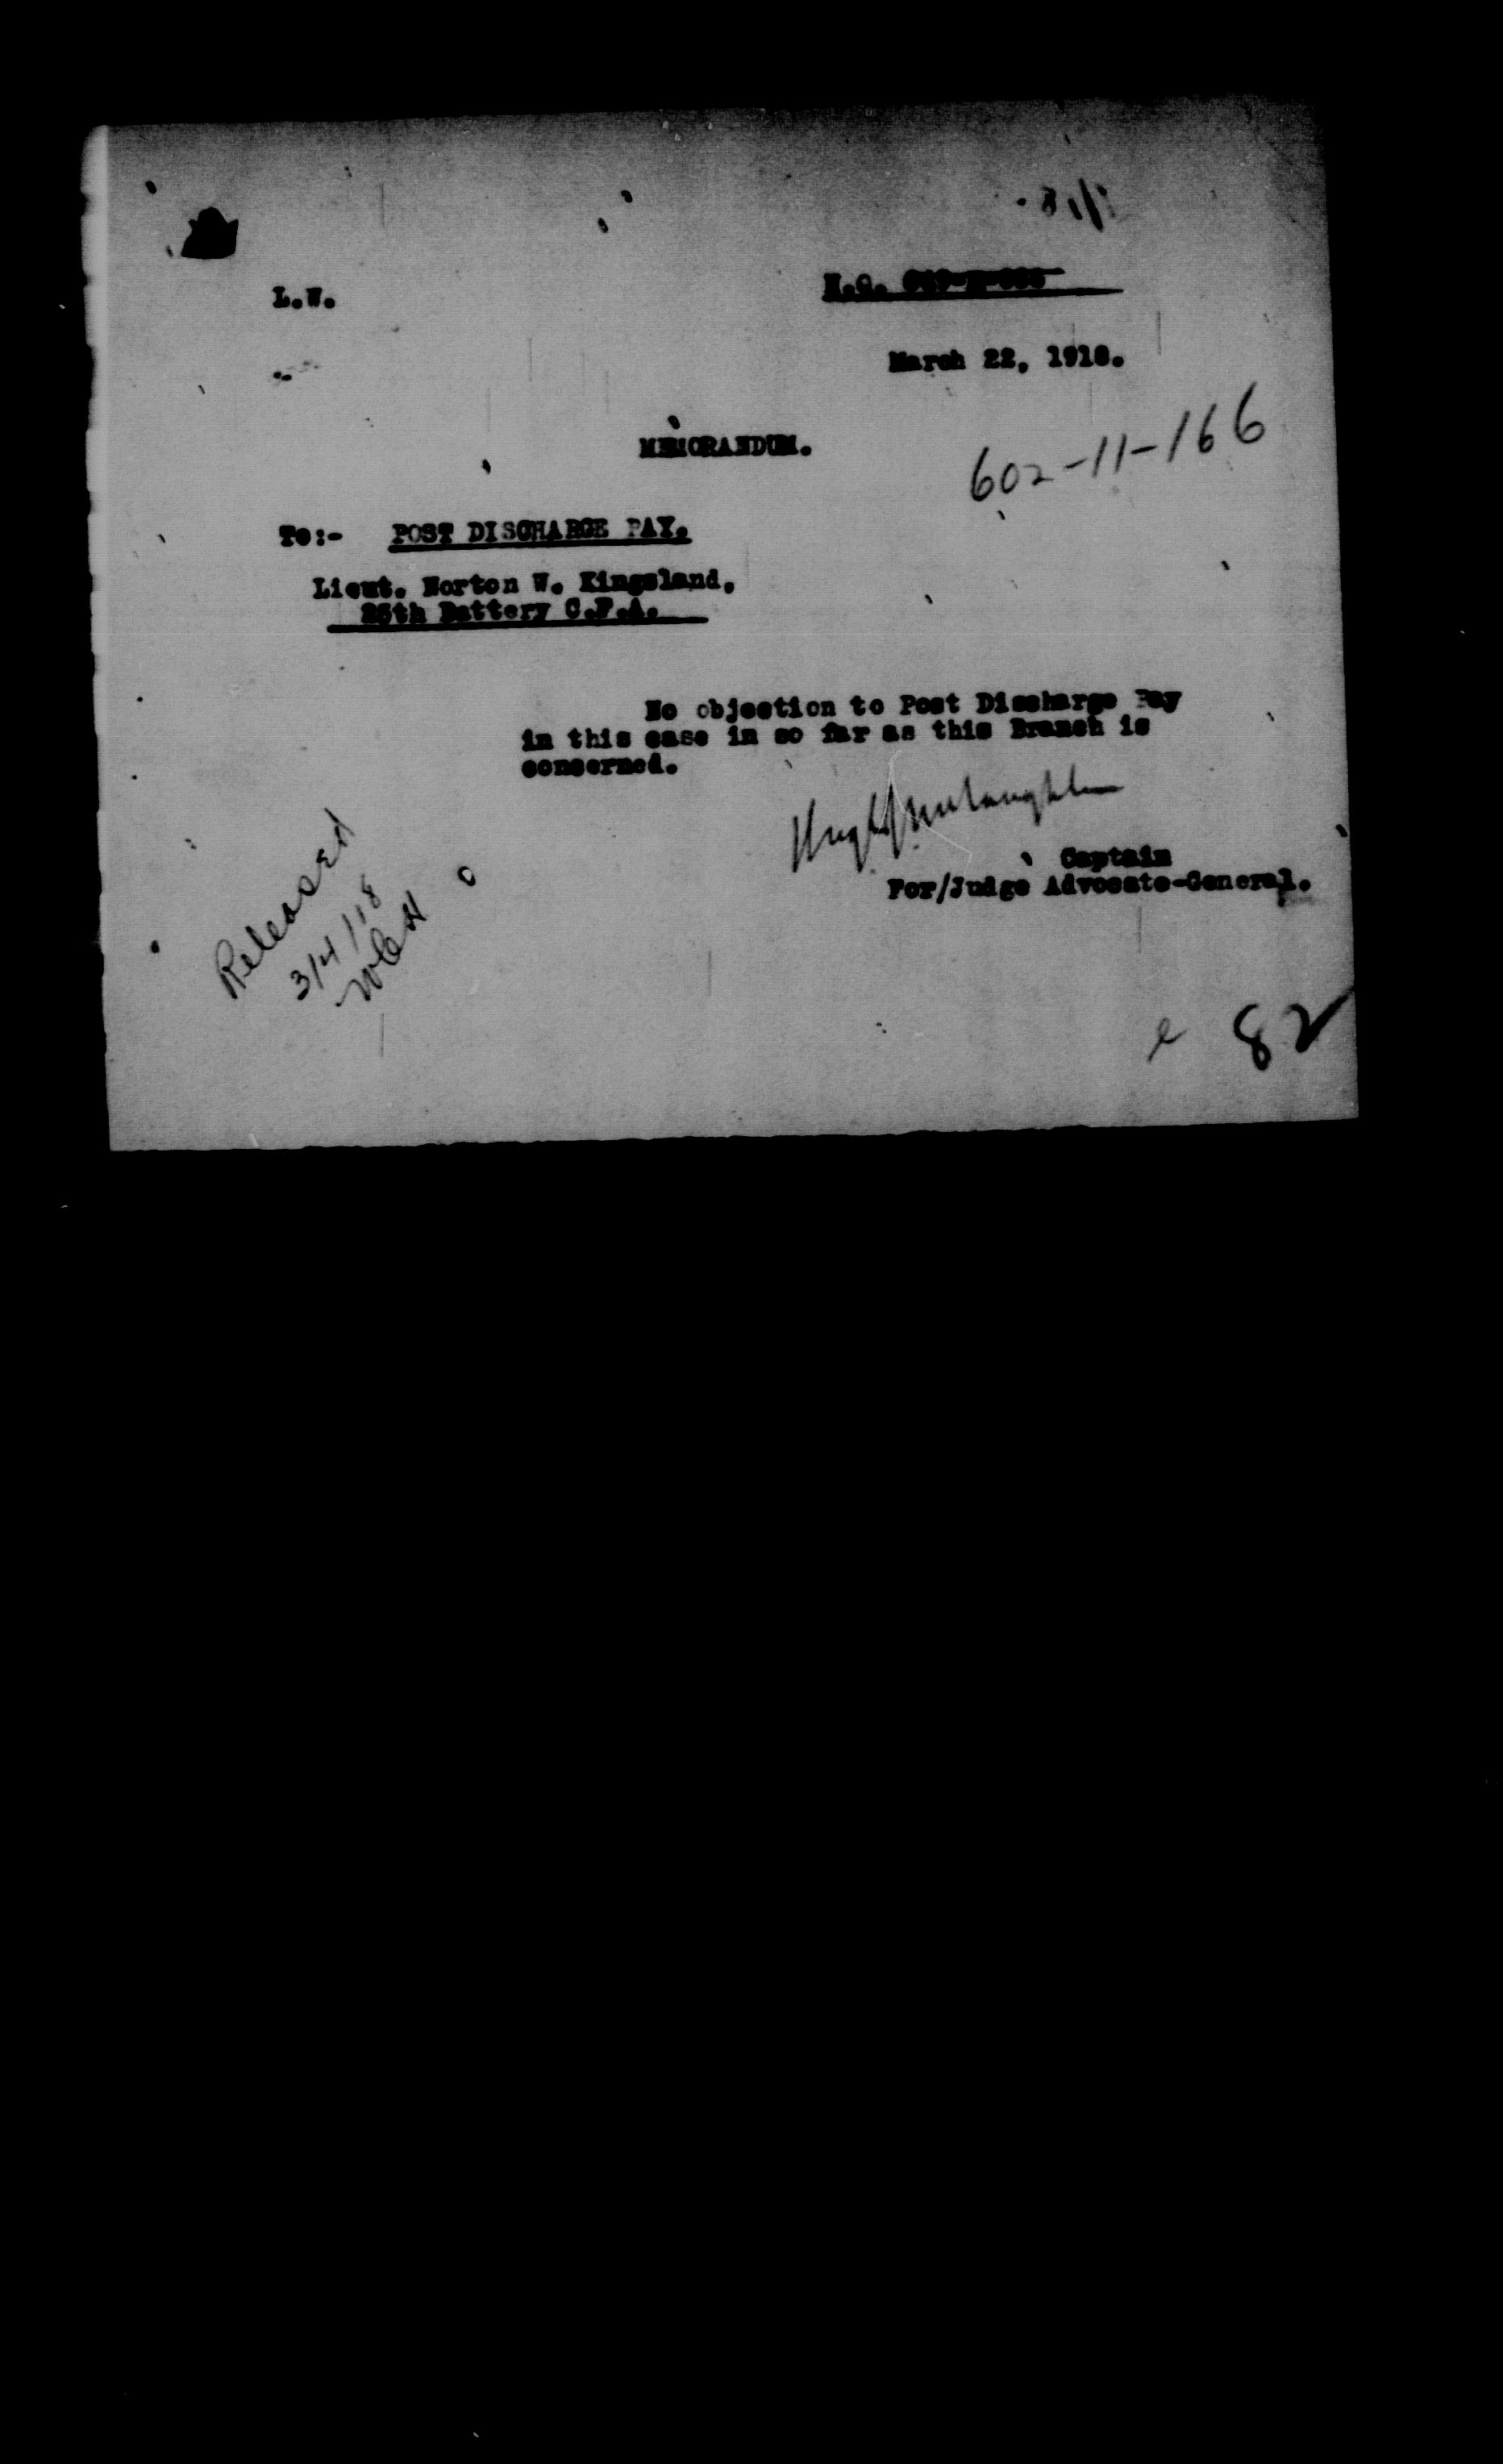 L.W.
H.Q.
March 22, 1918.
602-11-166
MEMORANDUM.
To:- POST DISCHARGE PAY.
Lieut. Norton W. Kingsland,
25th Battery C.F.A.
No objection to Post Discharge Pay
in this case in so far as this Branch is
concerned.
Captain
For/Judge Advocate-General.
Released
3/4/18
82